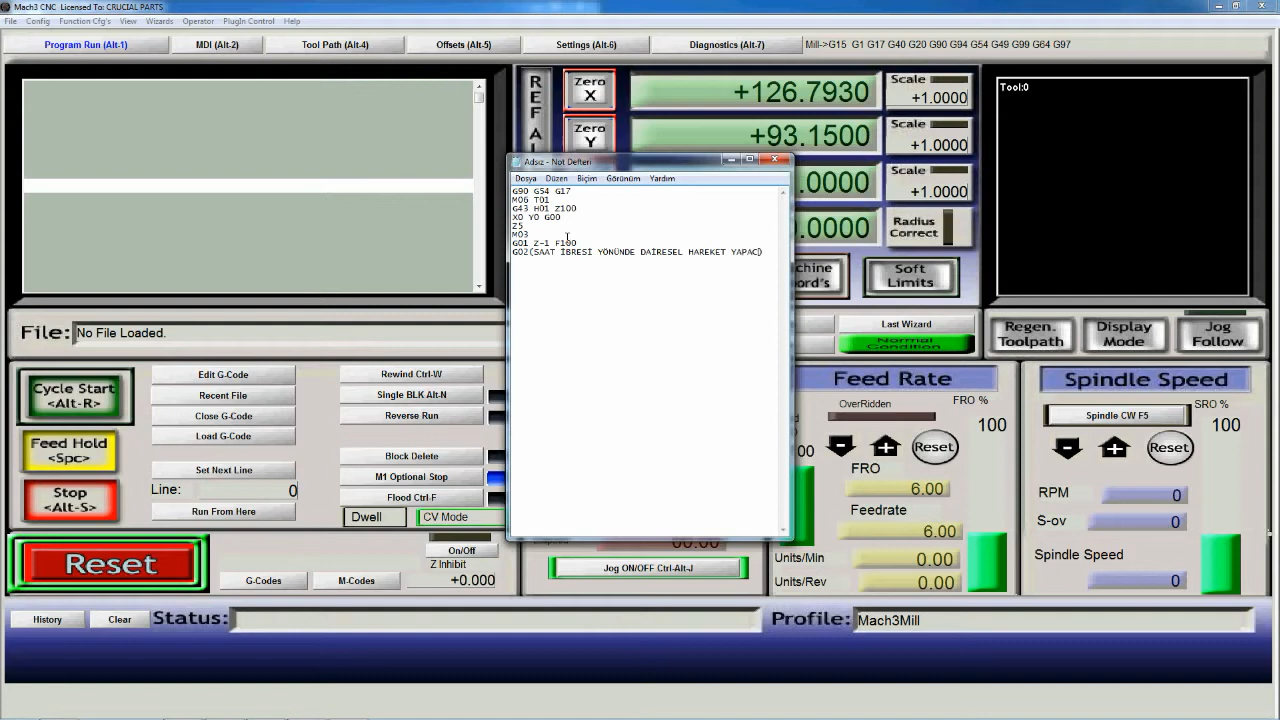 Mach3 CNC Licensed To: CRUCIAL PARTS
File Config Function Cfg's View Wizards Operator PlugIn Control Help
Program Run (Alt-1) MDI (Alt-2) Tool Path (Alt-4) Offsets (Alt-5) Settings (Alt-6) Diagnostics (Alt-7) Mill->G15 G1 G17 G40 G20 G90 G94 G54 G49 G99 G64 G97
REF
Zero X +126.7930 Scale +1.0000
Zero Y +93.1500 Scale +1.0000
.0000 Scale +1.0000
.0000 Radius Correct
Soft Limits
Tool:0
Adsız - Not Defteri
Dosya Düzen Biçim Görünüm Yardım
G90 G54 G17
M06 T01
G43 H01 Z100
X0 Y0 G00
Z5
M03
G01 Z-1 F100
G02(SAAT İBRESİ YÖNÜNDE DAİRESEL HAREKET YAPAC)
File: No File Loaded.
Last Wizard
Normal Condition
Regen. Toolpath
Display Mode
Jog Follow
Cycle Start <Alt-R>
Feed Hold <Spc>
Stop <Alt-S>
Reset
Edit G-Code
Recent File
Close G-Code
Load G-Code
Set Next Line
Line: 0
Run From Here
Rewind Ctrl-W
Single BLK Alt-N
Reverse Run
Block Delete
M1 Optional Stop
Flood Ctrl-F
Dwell CV Mode
G-Codes M-Codes
On/Off
Z Inhibit
+0.000
Jog ON/OFF Ctrl-Alt-J
Feed Rate
OverRidden
FRO %
100
Reset
FRO
6.00
Feedrate
6.00
Units/Min 0.00
Units/Rev 0.00
Spindle Speed
Spindle CW F5
SRO %
100
Reset
RPM 0
S-ov 0
Spindle Speed
0
History Clear Status: Profile: Mach3Mill